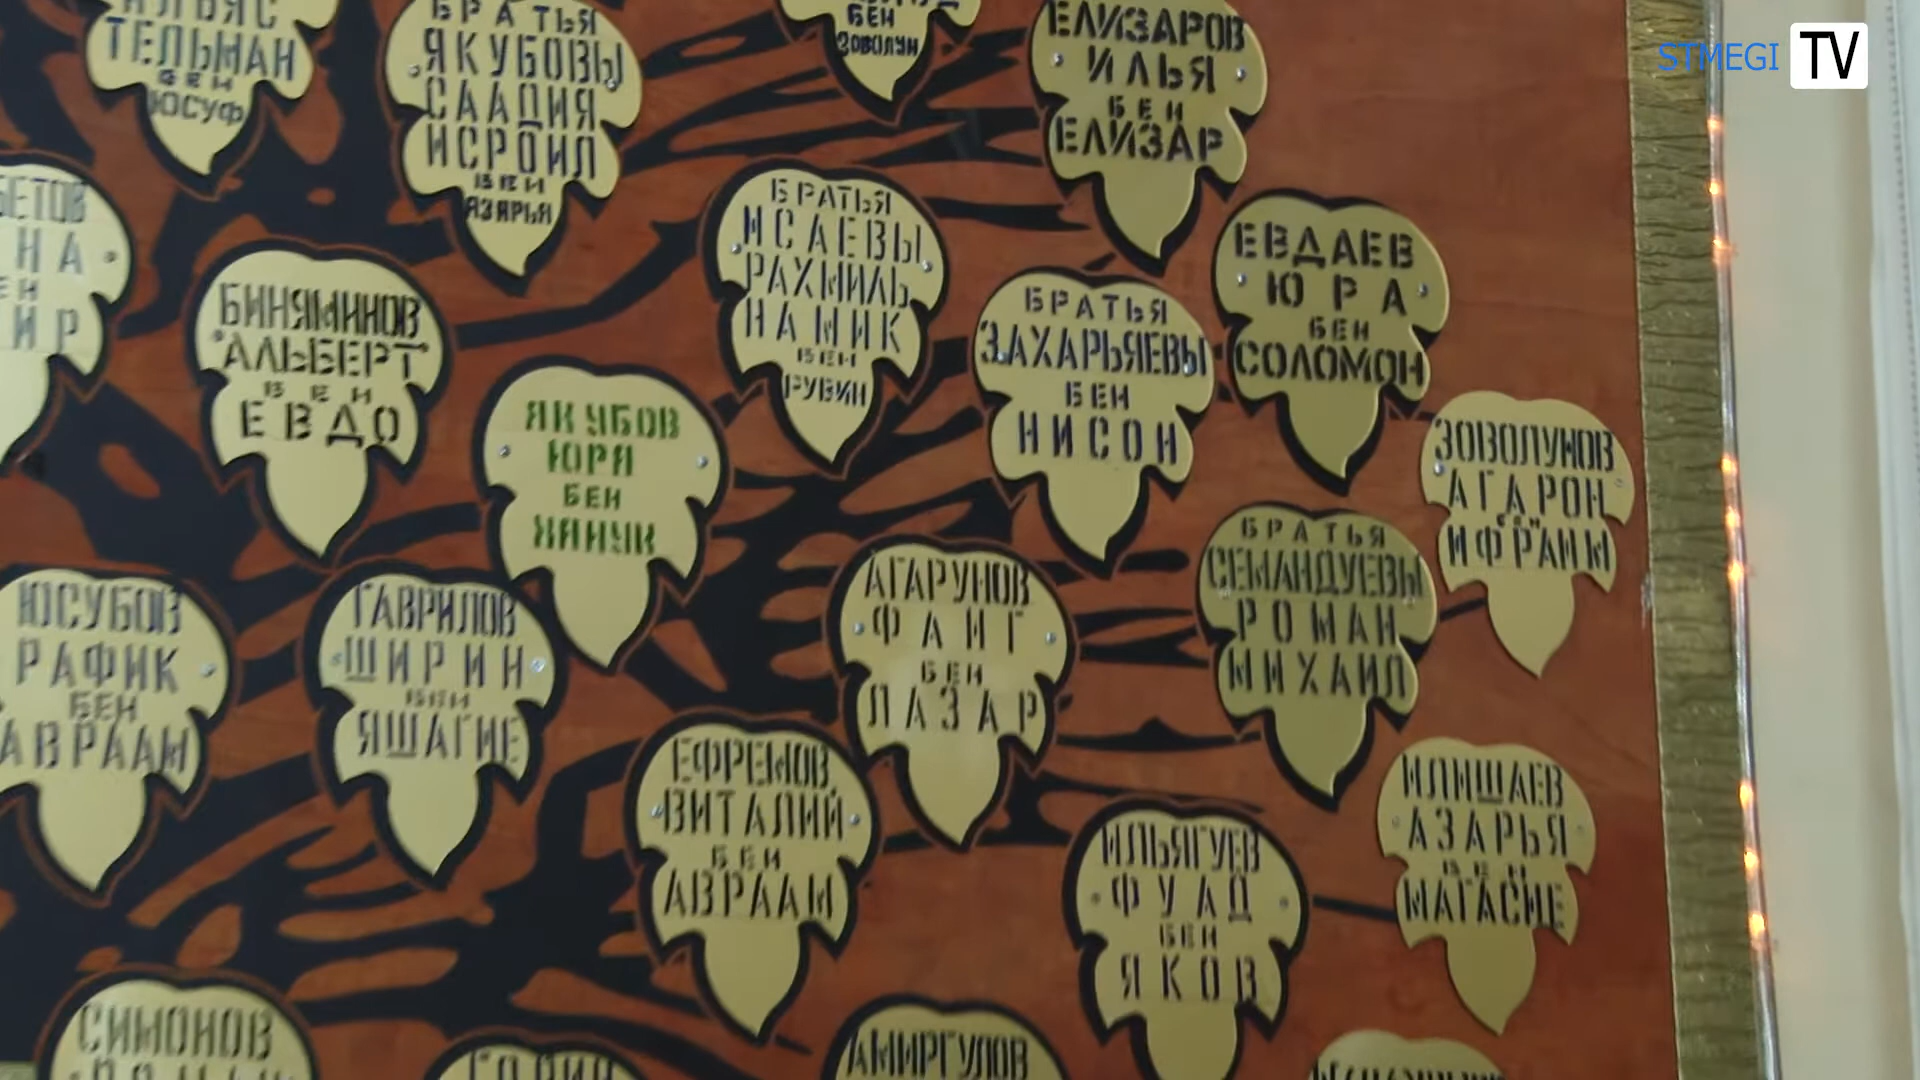 ТЕЛЬМАН
БЕН
ЮСУФ
БРАТЬЯ
ЯКУБОВЫ
СААДИЯ
ИСРОИЛ
БЕН
ЯЗАРЬЯ
БЕН
ЗОВОЛУН
ЕЛИЗАРОВ
ИЛЬЯ
БЕН
ЕЛИЗАР
STMEGI TV
БИНЯМИНОВ
АЛЬБЕРТ
БЕН
ЕВДО
БРАТЬЯ
ИСАЕВЫ
РАХМИЛЬ
НАМИК
БЕН
РУВИН
БРАТЬЯ
ЗАХАРЬЯЕВЫ
БЕН
НИСОН
ЕВДАЕВ
ЮРА
БЕН
СОЛОМОН
ЯКУБОВ
ЮРЯ
БЕН
ХАНУК
ЗОВОЛУНОВ
АГАРОН
БЕН
ИФРАИМ
ЮСУБОВ
РАФИК
БЕН
АВРААМ
ГАВРИЛОВ
ШИРИН
БЕН
ЯШАГИЕ
АГАРУНОВ
ФАИГ
БЕН
ЛАЗАР
БРАТЬЯ
СЕМАНДУЕВЫ
РОМАН
МИХАИЛ
ЕФРЕМОВ
ВИТАЛИЙ
БЕН
АВРААМ
ИЛЬЯГУЕВ
ФУАД
БЕН
ЯКОВ
ИЛИШАЕВ
АЗАРЬЯ
БЕН
МАТАСИЕ
СИМОНОВ
АМИРГУЛОВ